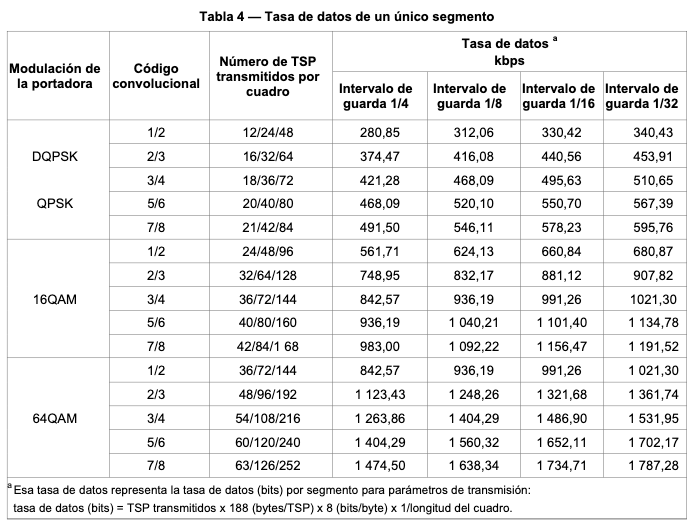 Tabla 4 — Tasa de datos de un único segmento
Modulación de la portadora | Código convolucional | Número de TSP transmitidos por cuadro | Tasa de datos a kbps
Intervalo de guarda 1/4 | Intervalo de guarda 1/8 | Intervalo de guarda 1/16 | Intervalo de guarda 1/32
DQPSK
QPSK
1/2 12/24/48 280,85 312,06 330,42 340,43
2/3 16/32/64 374,47 416,08 440,56 453,91
3/4 18/36/72 421,28 468,09 495,63 510,65
5/6 20/40/80 468,09 520,10 550,70 567,39
7/8 21/42/84 491,50 546,11 578,23 595,76
16QAM
1/2 24/48/96 561,71 624,13 660,84 680,87
2/3 32/64/128 748,95 832,17 881,12 907,82
3/4 36/72/144 842,57 936,19 991,26 1021,30
5/6 40/80/160 936,19 1 040,21 1 101,40 1 134,78
7/8 42/84/1 68 983,00 1 092,22 1 156,47 1 191,52
64QAM
1/2 36/72/144 842,57 936,19 991,26 1 021,30
2/3 48/96/192 1 123,43 1 248,26 1 321,68 1 361,74
3/4 54/108/216 1 263,86 1 404,29 1 486,90 1 531,95
5/6 60/120/240 1 404,29 1 560,32 1 652,11 1 702,17
7/8 63/126/252 1 474,50 1 638,34 1 734,71 1 787,28
a Esa tasa de datos representa la tasa de datos (bits) por segmento para parámetros de transmisión:
tasa de datos (bits) = TSP transmitidos x 188 (bytes/TSP) x 8 (bits/byte) x 1/longitud del cuadro.